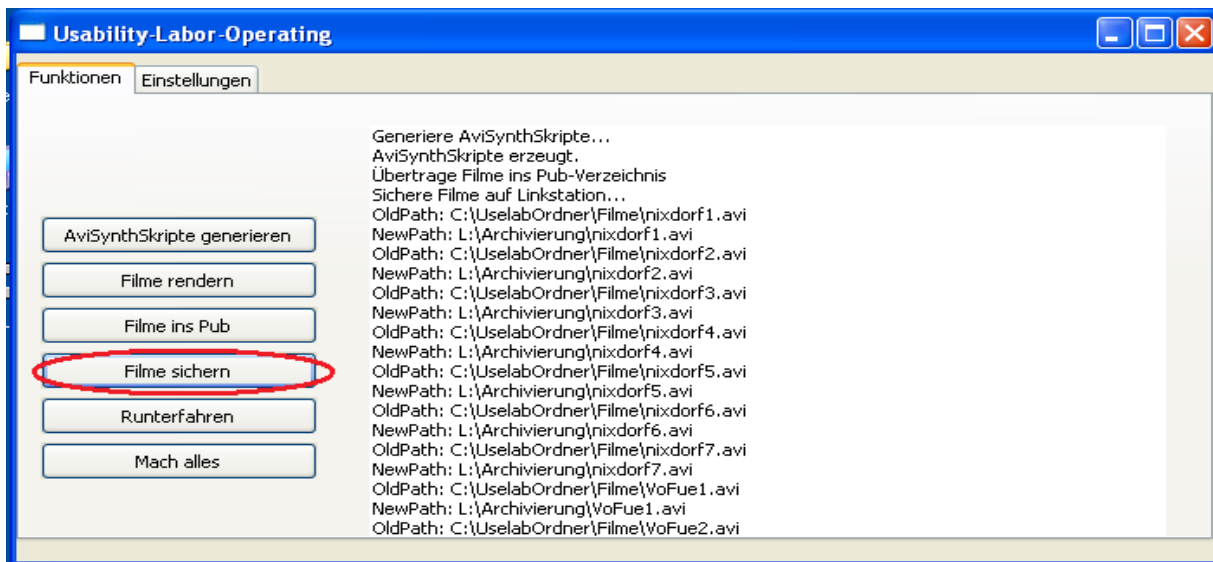 Usability-Labor-Operating
Funktionen
Einstellungen
Generiere AviSynthSkripte...
AviSynthSkripte erzeugt.
Übertrage Filme ins Pub-Verzeichnis
Sichere Filme auf Linkstation...
OldPath: C:\UselabOrdner\Filme\nixdorf1.avi
NewPath: L:\Archivierung\nixdorf1.avi
OldPath: C:\UselabOrdner\Filme\nixdorf2.avi
NewPath: L:\Archivierung\nixdorf2.avi
OldPath: C:\UselabOrdner\Filme\nixdorf3.avi
NewPath: L:\Archivierung\nixdorf3.avi
OldPath: C:\UselabOrdner\Filme\nixdorf4.avi
NewPath: L:\Archivierung\nixdorf4.avi
OldPath: C:\UselabOrdner\Filme\nixdorf5.avi
NewPath: L:\Archivierung\nixdorf5.avi
OldPath: C:\UselabOrdner\Filme\nixdorf6.avi
NewPath: L:\Archivierung\nixdorf6.avi
OldPath: C:\UselabOrdner\Filme\nixdorf7.avi
NewPath: L:\Archivierung\nixdorf7.avi
OldPath: C:\UselabOrdner\Filme\VoFue1.avi
NewPath: L:\Archivierung\VoFue1.avi
OldPath: C:\UselabOrdner\Filme\VoFue2.avi
AviSynthSkripte generieren
Filme rendern
Filme ins Pub
Filme sichern
Runterfahren
Mach alles